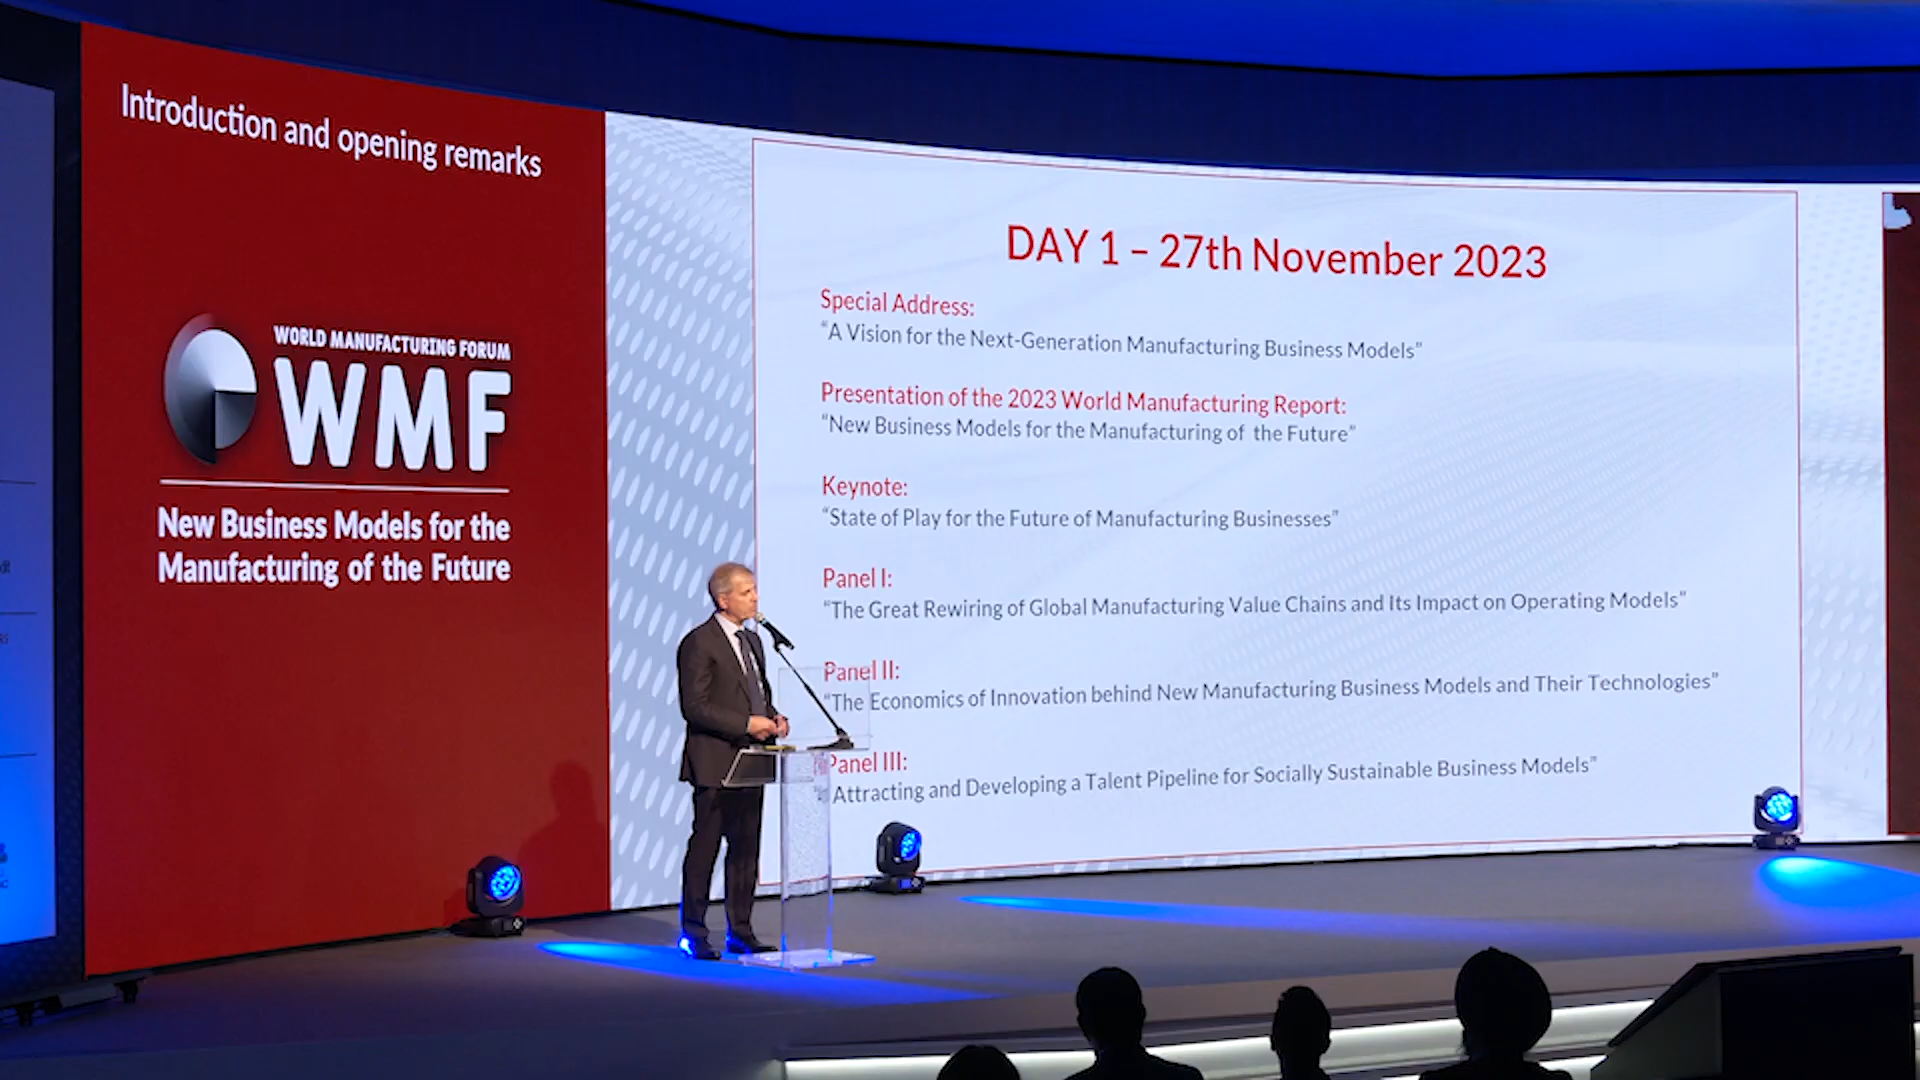 Introduction and opening remarks
WORLD MANUFACTURING FORUM
WMF
New Business Models for the
Manufacturing of the Future
DAY 1 – 27th November 2023
Special Address:
“A Vision for the Next-Generation Manufacturing Business Models”
Presentation of the 2023 World Manufacturing Report:
“New Business Models for the Manufacturing of the Future”
Keynote:
“State of Play for the Future of Manufacturing Businesses”
Panel I:
“The Great Rewiring of Global Manufacturing Value Chains and Its Impact on Operating Models”
Panel II:
“The Economics of Innovation behind New Manufacturing Business Models and Their Technologies”
Panel III:
“Attracting and Developing a Talent Pipeline for Socially Sustainable Business Models”